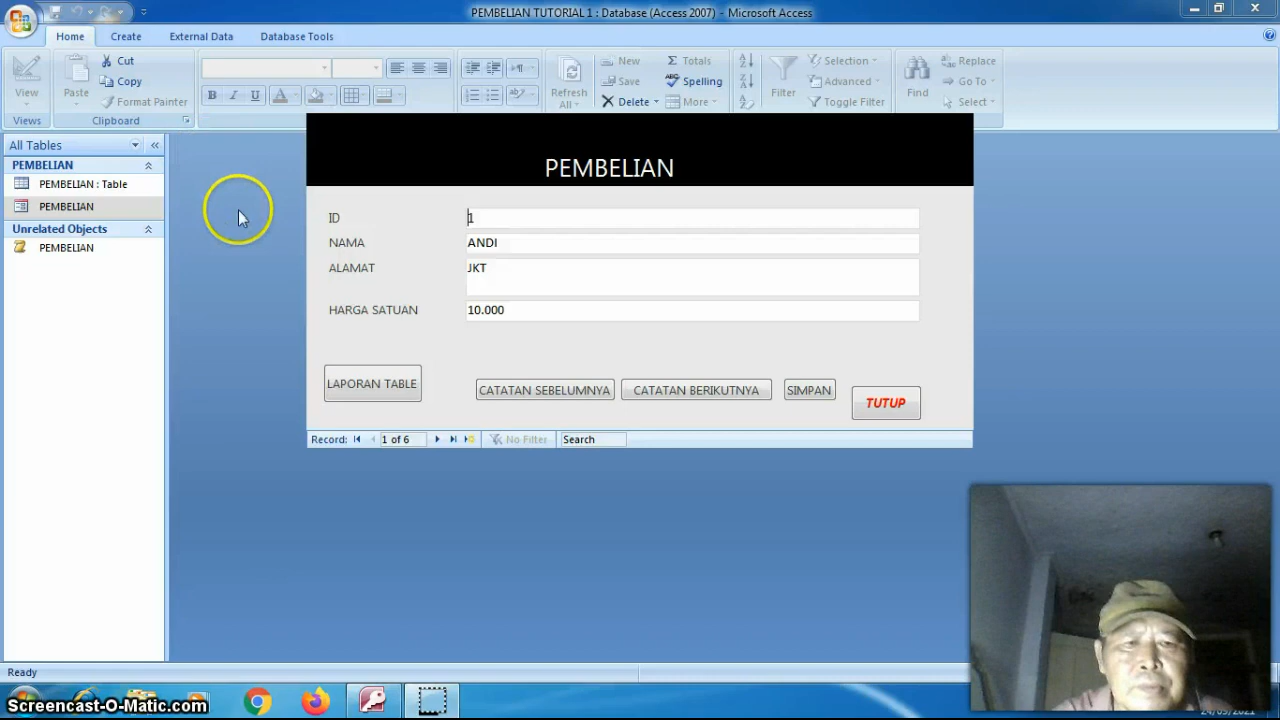 PEMBELIAN TUTORIAL 1 : Database (Access 2007) - Microsoft Access
Home Create External Data Database Tools
View
Views
Paste
Cut
Copy
Format Painter
Clipboard
B I U A
Refresh
All
New
Save
Delete
Totals
Spelling
More
Filter
Selection
Advanced
Toggle Filter
Find
Replace
Go To
Select
All Tables
PEMBELIAN
PEMBELIAN : Table
PEMBELIAN
Unrelated Objects
PEMBELIAN
PEMBELIAN
ID 1
NAMA ANDI
ALAMAT JKT
HARGA SATUAN 10.000
LAPORAN TABLE CATATAN SEBELUMNYA CATATAN BERIKUTNYA SIMPAN TUTUP
Record: 1 of 6 No Filter Search
Ready
Screencast-O-Matic.com